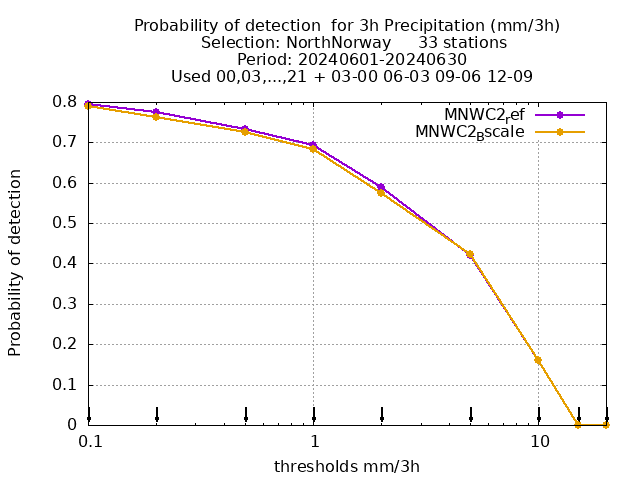 Probability of detection  for 3h Precipitation (mm/3h)
Selection: NorthNorway     33 stations
Period: 20240601-20240630
Used 00,03,...,21 + 03-00 06-03 09-06 12-09
MNWC2ref
MNWC2Bscale
Probability of detection
0.8
0.7
0.6
0.5
0.4
0.3
0.2
0.1
0
0.1 1 10
thresholds mm/3h